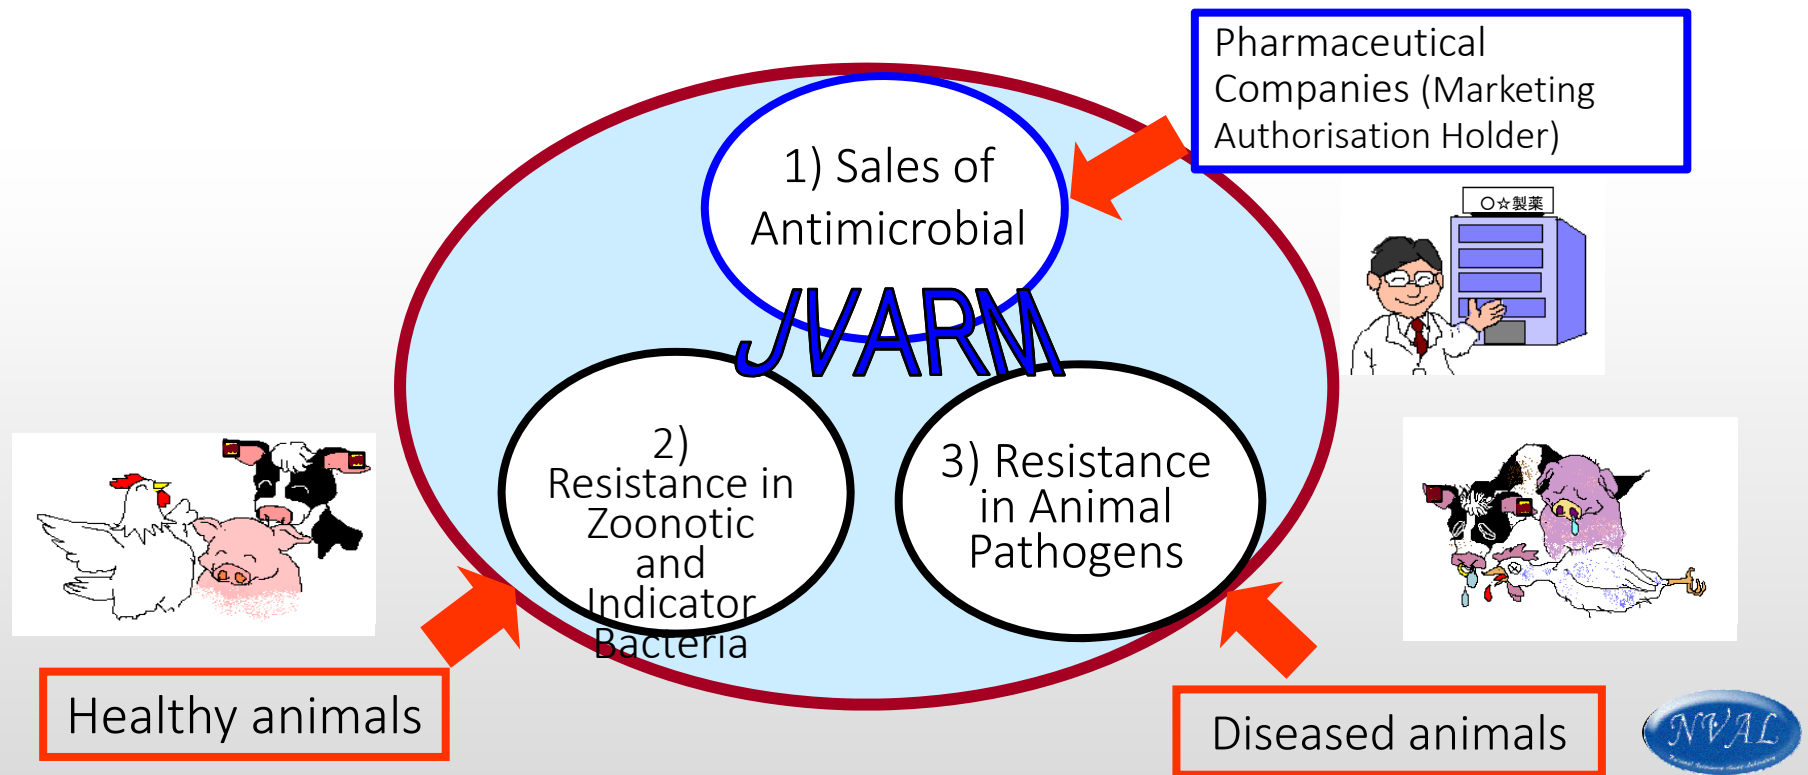 Pharmaceutical
Companies (Marketing
Authorisation Holder)
1) Sales of
Antimicrobial
〇☆製薬
JVARM
2)
Resistance in
Zoonotic
and
Indicator
Bacteria
3) Resistance
in Animal
Pathogens
Healthy animals
Diseased animals
NVAL